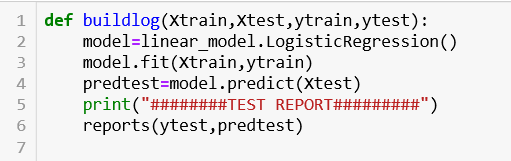 1 def buildlog(Xtrain,Xtest,ytrain,ytest):
2     model=linear_model.LogisticRegression()
3     model.fit(Xtrain,ytrain)
4     predtest=model.predict(Xtest)
5     print("########TEST REPORT#########")
6     reports(ytest,predtest)
7